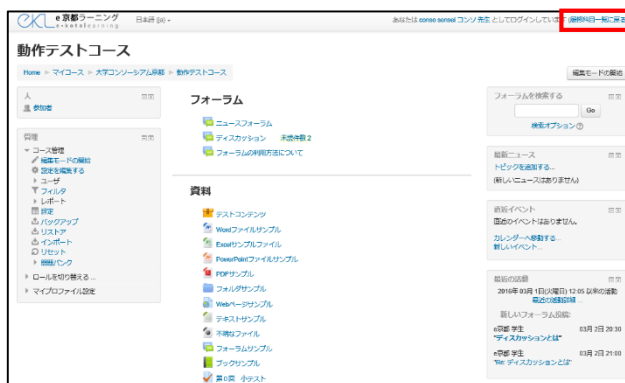 e京都ラーニング
e-kyotolearning
日本語 (ja)
あなたは conso sensei コンソ 先生 としてログインしています (履修科目一覧に戻る
動作テストコース
Home ▶ マイコース ▶ 大学コンソーシアム京都 ▶ 動作テストコース
編集モードの開始
人
参加者
管理
コース管理
編集モードの開始
設定を編集する
ユーザ
フィルタ
レポート
評定
バックアップ
リストア
インポート
リセット
問題バンク
ロールを切り替える ...
マイプロファイル設定
フォーラム
ニュースフォーラム
ディスカッション 未読件数 2
フォーラムの利用方法について
資料
テストコンテンツ
Wordファイルサンプル
Excelサンプルファイル
PowerPointファイルサンプル
PDFサンプル
フォルダサンプル
Webページサンプル
テキストサンプル
不明なファイル
フォーラムサンプル
ブックサンプル
第0回 小テスト
フォーラムを検索する
Go
検索オプション
最新ニュース
トピックを追加する...
(新しいニュースはありません)
直近イベント
直近のイベントはありません。
カレンダーへ移動する...
新しいイベント...
最近の活動
2016年 03月 1日(火曜日) 12:05 以来の活動
最近の活動詳細 ...
新しいフォーラム投稿:
e京都 学生 03月 2日 20:30
"ディスカッションとは"
e京都 学生 03月 2日 21:00
"Re: ディスカッションとは"